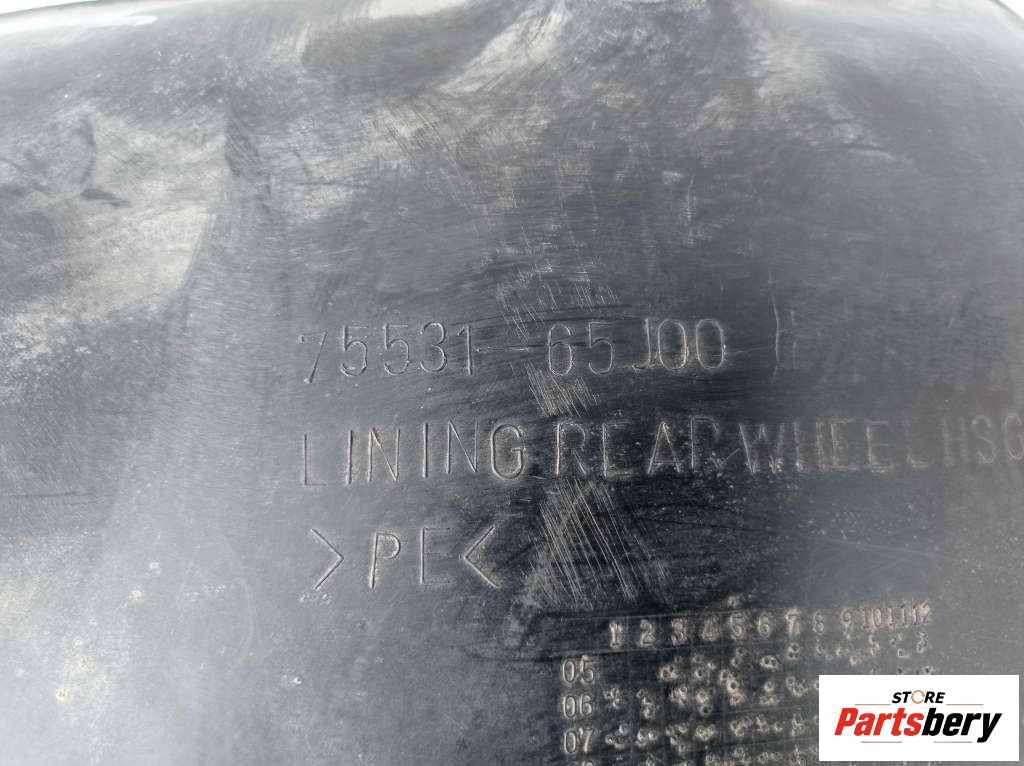 75531-65J00
LINING REAR WHEEL HSG
>PE<
1 2 3 4 5 6 7 8 9 10 11 12
05
06
07
STORE
Partsbery